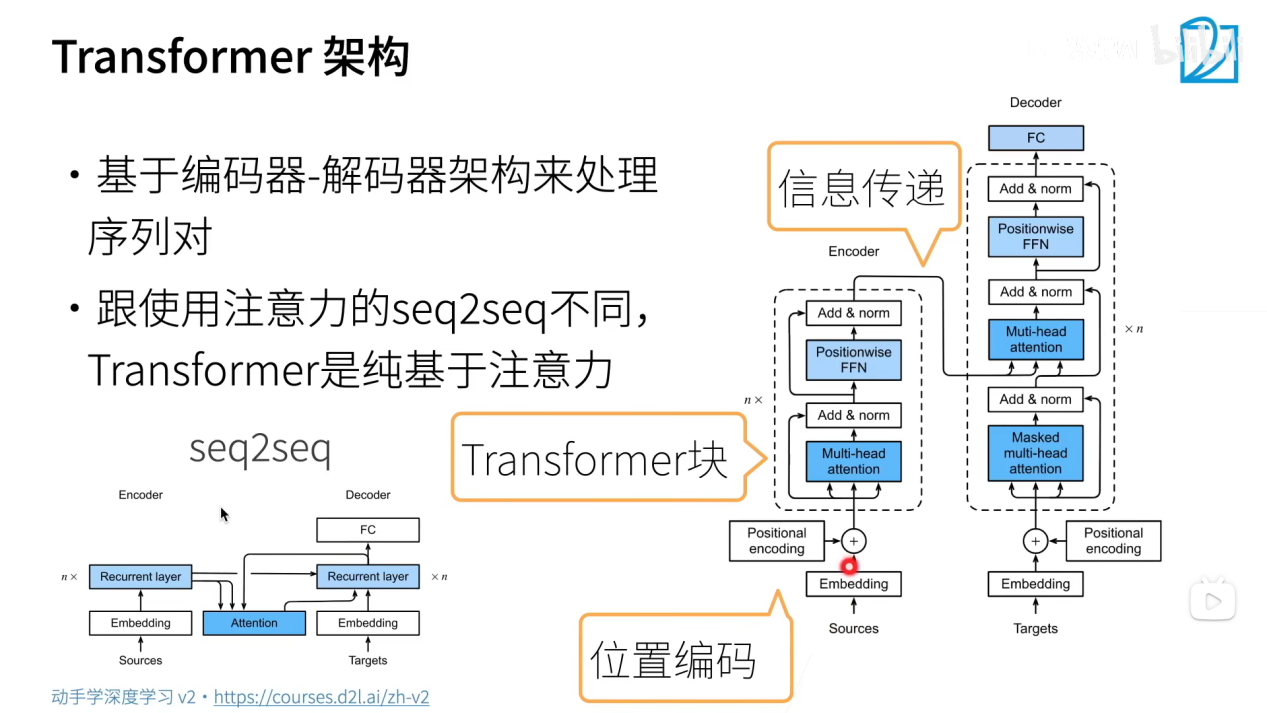 Transformer 架构
bilibili
• 基于编码器-解码器架构来处理
序列对
• 跟使用注意力的seq2seq不同，
Transformer是纯基于注意力
seq2seq
Encoder
Decoder
FC
n ×
Recurrent layer
Recurrent layer
× n
Embedding
Attention
Embedding
Sources
Targets
动手学深度学习 v2 • https://courses.d2l.ai/zh-v2
信息传递
Transformer块
位置编码
Encoder
Add & norm
Positionwise
FFN
n ×
Add & norm
Multi-head
attention
Positional
encoding
+
Embedding
Sources
Decoder
FC
Add & norm
Positionwise
FFN
Add & norm
Muti-head
attention
× n
Add & norm
Masked
multi-head
attention
+
Positional
encoding
Embedding
Targets